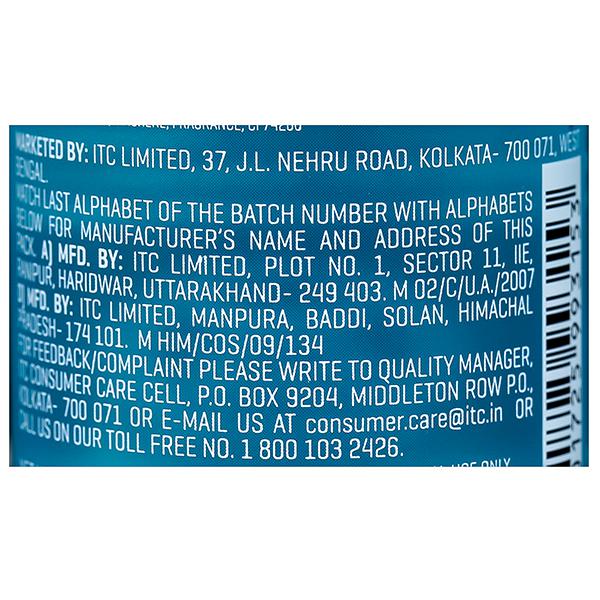 FRAGRANCE, CI 74260
MARKETED BY: ITC LIMITED, 37, J.L. NEHRU ROAD, KOLKATA- 700 071, WEST
BENGAL.
MATCH LAST ALPHABET OF THE BATCH NUMBER WITH ALPHABETS
BELOW FOR MANUFACTURER'S NAME AND ADDRESS OF THIS
PACK. A) MFD. BY: ITC LIMITED, PLOT NO. 1, SECTOR 11, IIE,
RANIPUR, HARIDWAR, UTTARAKHAND- 249 403. M 02/C/U.A./2007
MFD. BY: ITC LIMITED, MANPURA, BADDI, SOLAN, HIMACHAL
PRADESH- 174 101. M HIM/COS/09/134
FOR FEEDBACK/COMPLAINT PLEASE WRITE TO QUALITY MANAGER,
ITC CONSUMER CARE CELL, P.O. BOX 9204, MIDDLETON ROW P.O.,
KOLKATA- 700 071 OR E-MAIL US AT consumer.care@itc.in OR
CALL US ON OUR TOLL FREE NO. 1 800 103 2426.
USE ONLY